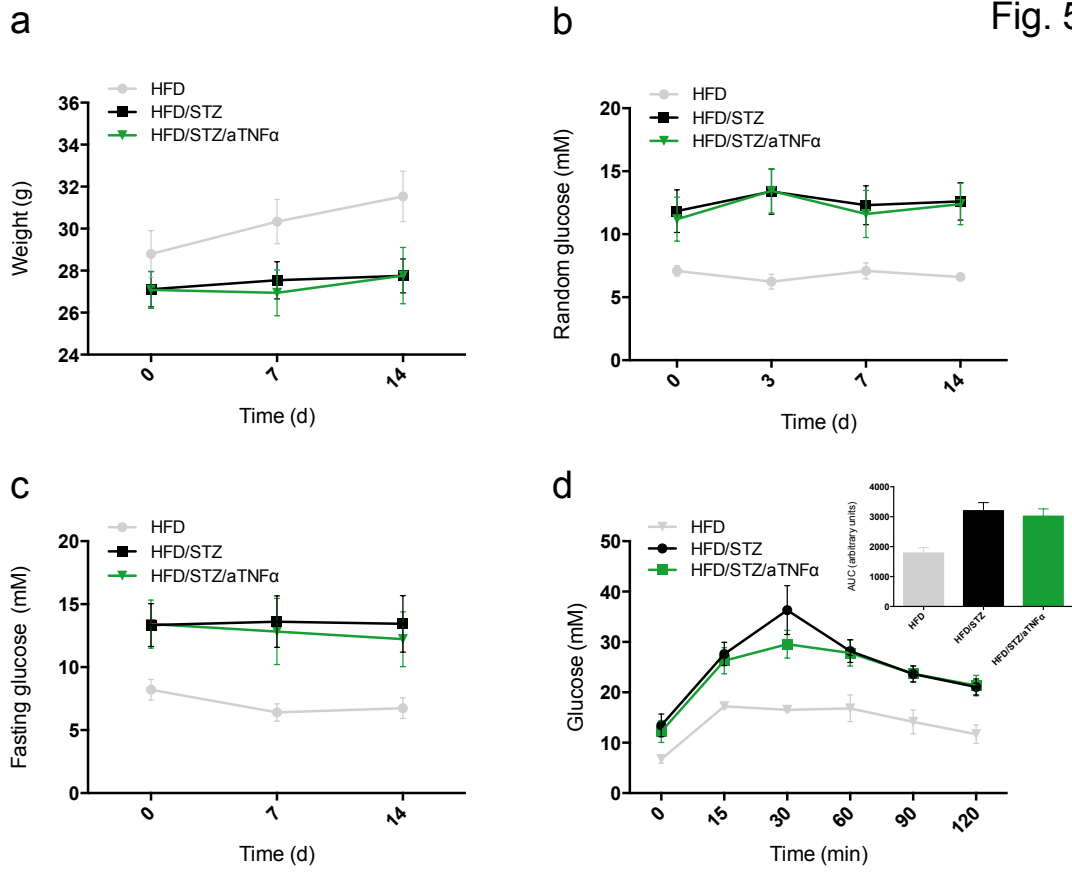 a
b
Fig. 5
HFD
HFD/STZ
HFD/STZ/aTNFα
36
34
32
30
28
26
24
Weight (g)
0
7
14
Time (d)
HFD
HFD/STZ
HFD/STZ/aTNFα
20
15
10
5
0
Random glucose (mM)
0
3
7
14
Time (d)
c
HFD
HFD/STZ
HFD/STZ/aTNFα
20
15
10
5
0
Fasting glucose (mM)
0
7
14
Time (d)
d
HFD
HFD/STZ
HFD/STZ/aTNFα
50
40
30
20
10
0
Glucose (mM)
0
15
30
60
90
120
Time (min)
4000
3000
2000
1000
0
AUC (arbitrary units)
HFD
HFD/STZ
HFD/STZ/aTNFα